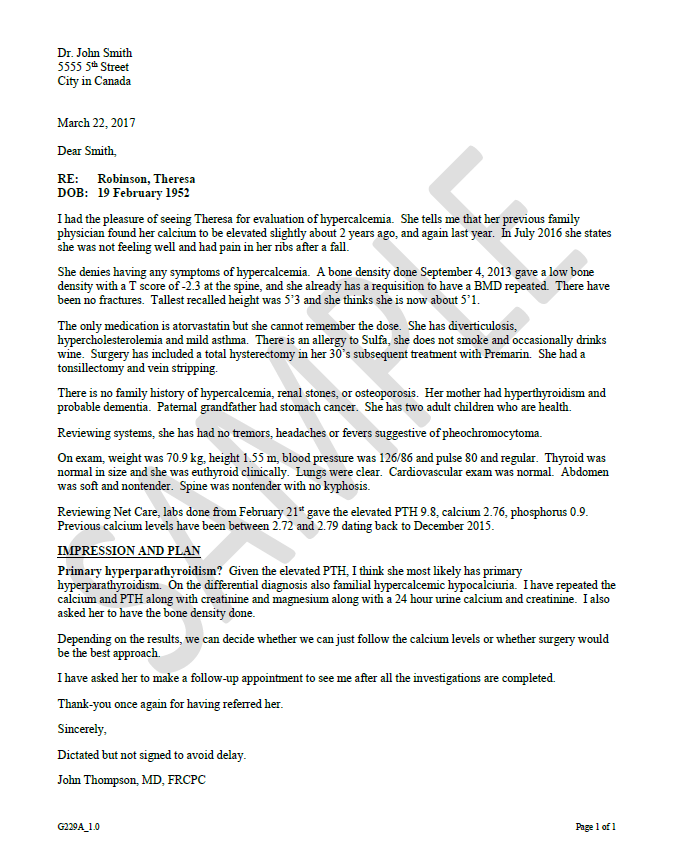 Dr. John Smith
5555 5th Street
City in Canada
March 22, 2017
Dear Smith,
RE: Robinson, Theresa
DOB: 19 February 1952
I had the pleasure of seeing Theresa for evaluation of hypercalcemia. She tells me that her previous family
physician found her calcium to be elevated slightly about 2 years ago, and again last year. In July 2016 she states
she was not feeling well and had pain in her ribs after a fall.
She denies having any symptoms of hypercalcemia. A bone density done September 4, 2013 gave a low bone
density with a T score of -2.3 at the spine, and she already has a requisition to have a BMD repeated. There have
been no fractures. Tallest recalled height was 5’3 and she thinks she is now about 5’1.
The only medication is atorvastatin but she cannot remember the dose. She has diverticulosis,
hypercholesterolemia and mild asthma. There is an allergy to Sulfa, she does not smoke and occasionally drinks
wine. Surgery has included a total hysterectomy in her 30’s subsequent treatment with Premarin. She had a
tonsillectomy and vein stripping.
There is no family history of hypercalcemia, renal stones, or osteoporosis. Her mother had hyperthyroidism and
probable dementia. Paternal grandfather had stomach cancer. She has two adult children who are health.
Reviewing systems, she has had no tremors, headaches or fevers suggestive of pheochromocytoma.
On exam, weight was 70.9 kg, height 1.55 m, blood pressure was 126/86 and pulse 80 and regular. Thyroid was
normal in size and she was euthyroid clinically. Lungs were clear. Cardiovascular exam was normal. Abdomen
was soft and nontender. Spine was nontender with no kyphosis.
Reviewing Net Care, labs done from February 21st gave the elevated PTH 9.8, calcium 2.76, phosphorus 0.9.
Previous calcium levels have been between 2.72 and 2.79 dating back to December 2015.
IMPRESSION AND PLAN
Primary hyperparathyroidism? Given the elevated PTH, I think she most likely has primary
hyperparathyroidism. On the differential diagnosis also familial hypercalcemic hypocalciuria. I have repeated the
calcium and PTH along with creatinine and magnesium along with a 24 hour urine calcium and creatinine. I also
asked her to have the bone density done.
Depending on the results, we can decide whether we can just follow the calcium levels or whether surgery would
be the best approach.
I have asked her to make a follow-up appointment to see me after all the investigations are completed.
Thank-you once again for having referred her.
Sincerely,
Dictated but not signed to avoid delay.
John Thompson, MD, FRCPC
G229A_1.0 Page 1 of 1
SAMPLE